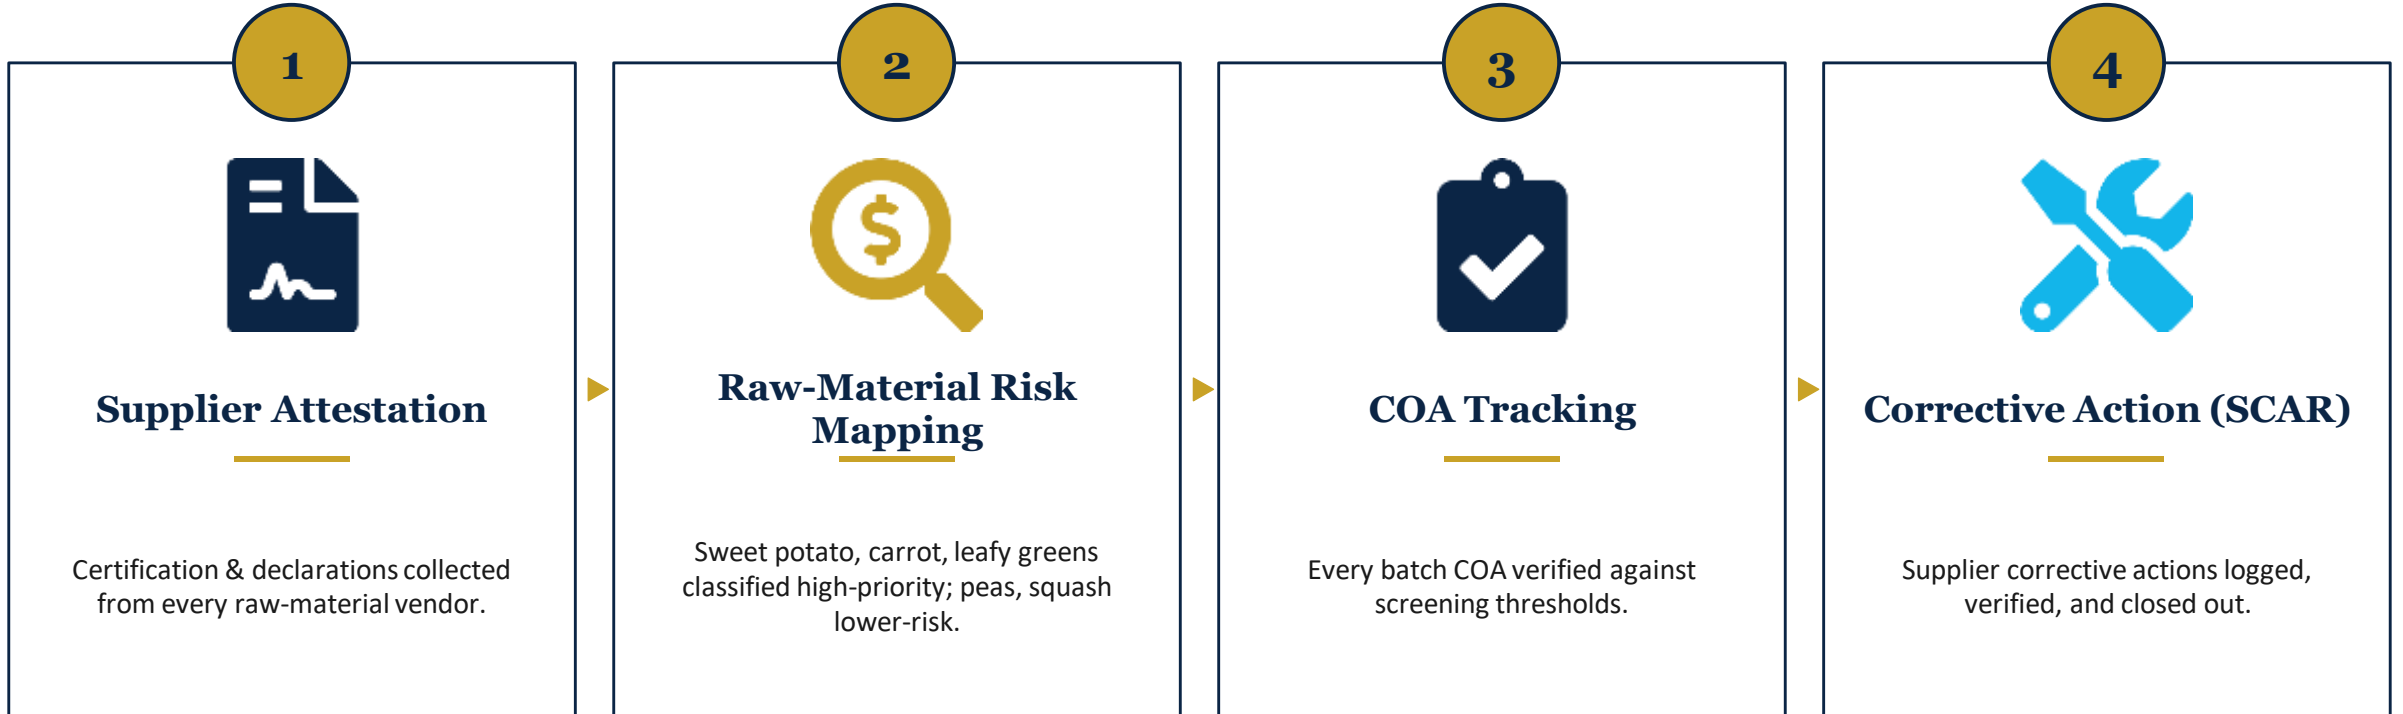 1
Supplier Attestation
Certification & declarations collected
from every raw-material vendor.
2
$
Raw-Material Risk
Mapping
Sweet potato, carrot, leafy greens
classified high-priority; peas, squash
lower-risk.
3
COA Tracking
Every batch COA verified against
screening thresholds.
4
Corrective Action (SCAR)
Supplier corrective actions logged,
verified, and closed out.